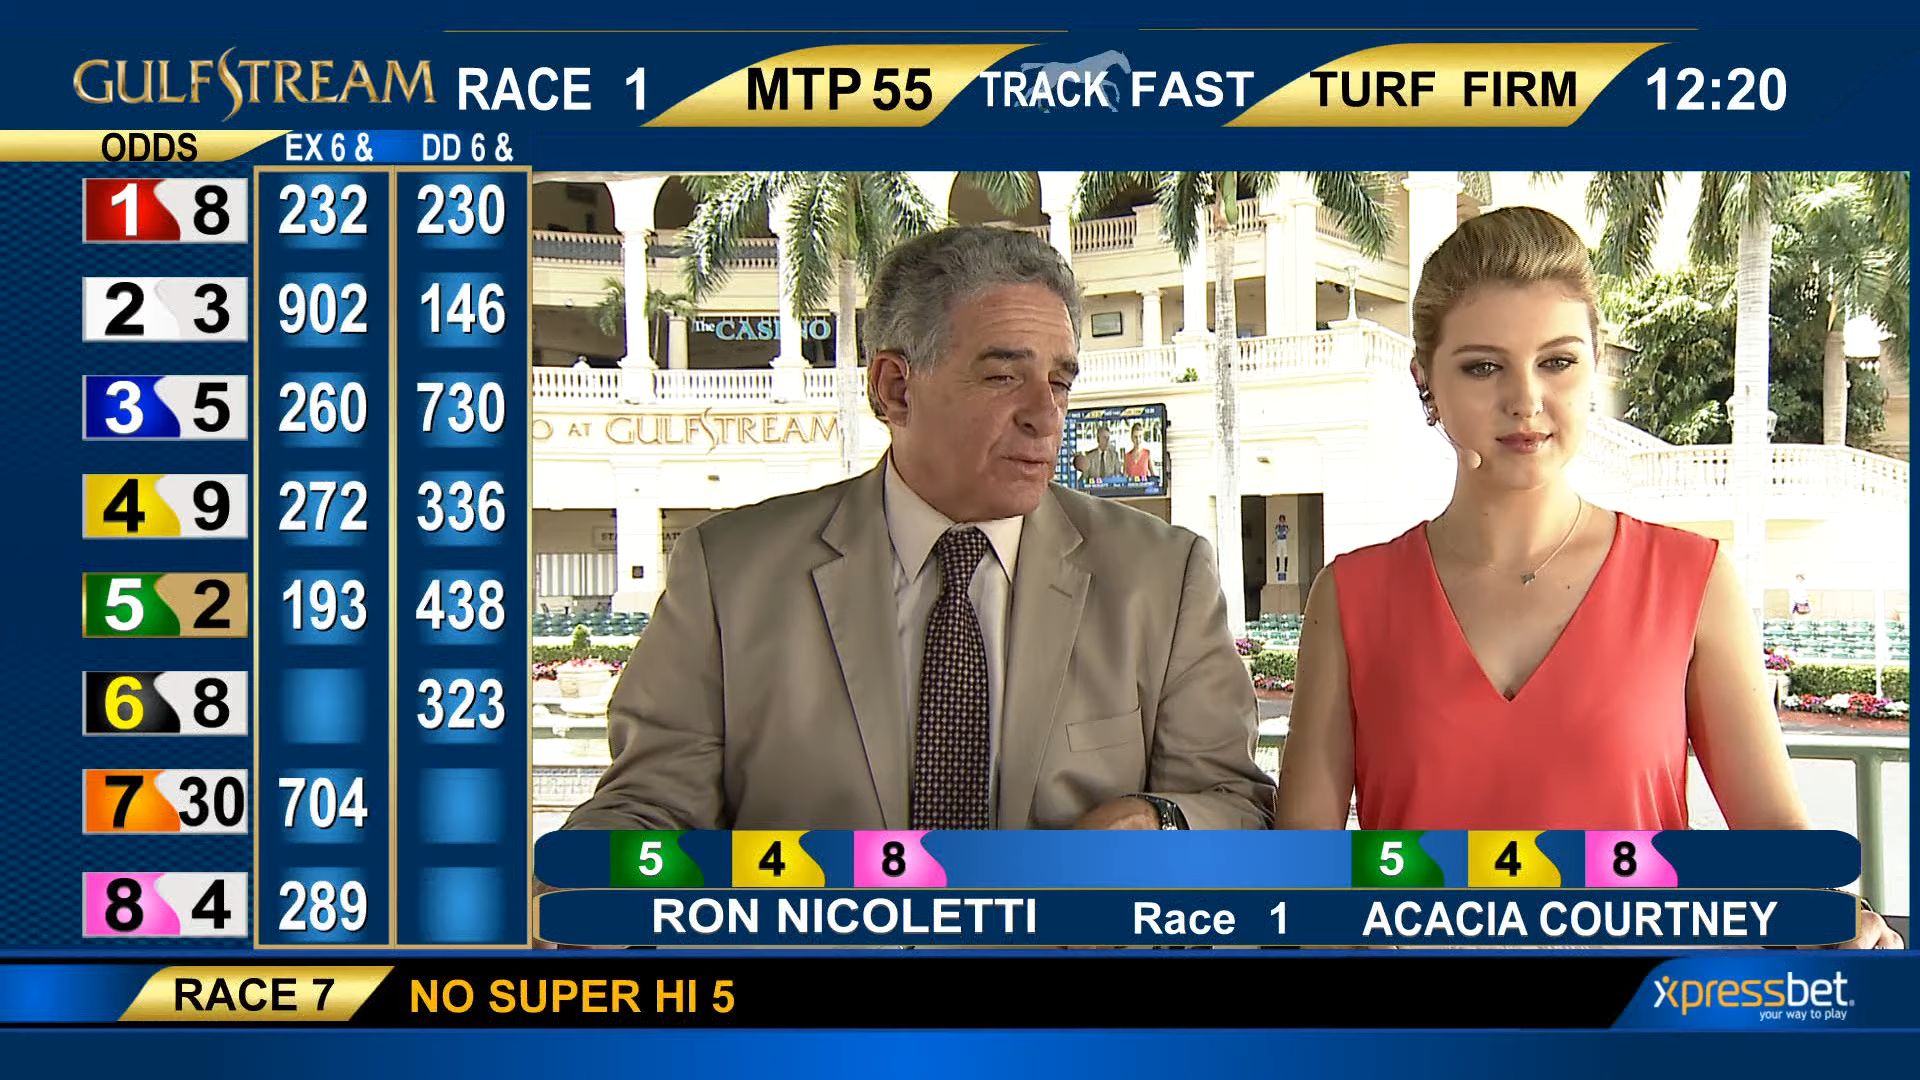 GULFSTREAM RACE 1 MTP 55 TRACK FAST TURF FIRM 12:20
ODDS EX 6 & DD 6 &
1 8 232 230
2 3 902 146
3 5 260 730
4 9 272 336
5 2 193 438
6 8 323
7 30 704
8 4 289
The CASINO
O AT GULFSTREAM
5 4 8 5 4 8
RON NICOLETTI Race 1 ACACIA COURTNEY
RACE 7 NO SUPER HI 5 xpressbet.
your way to play